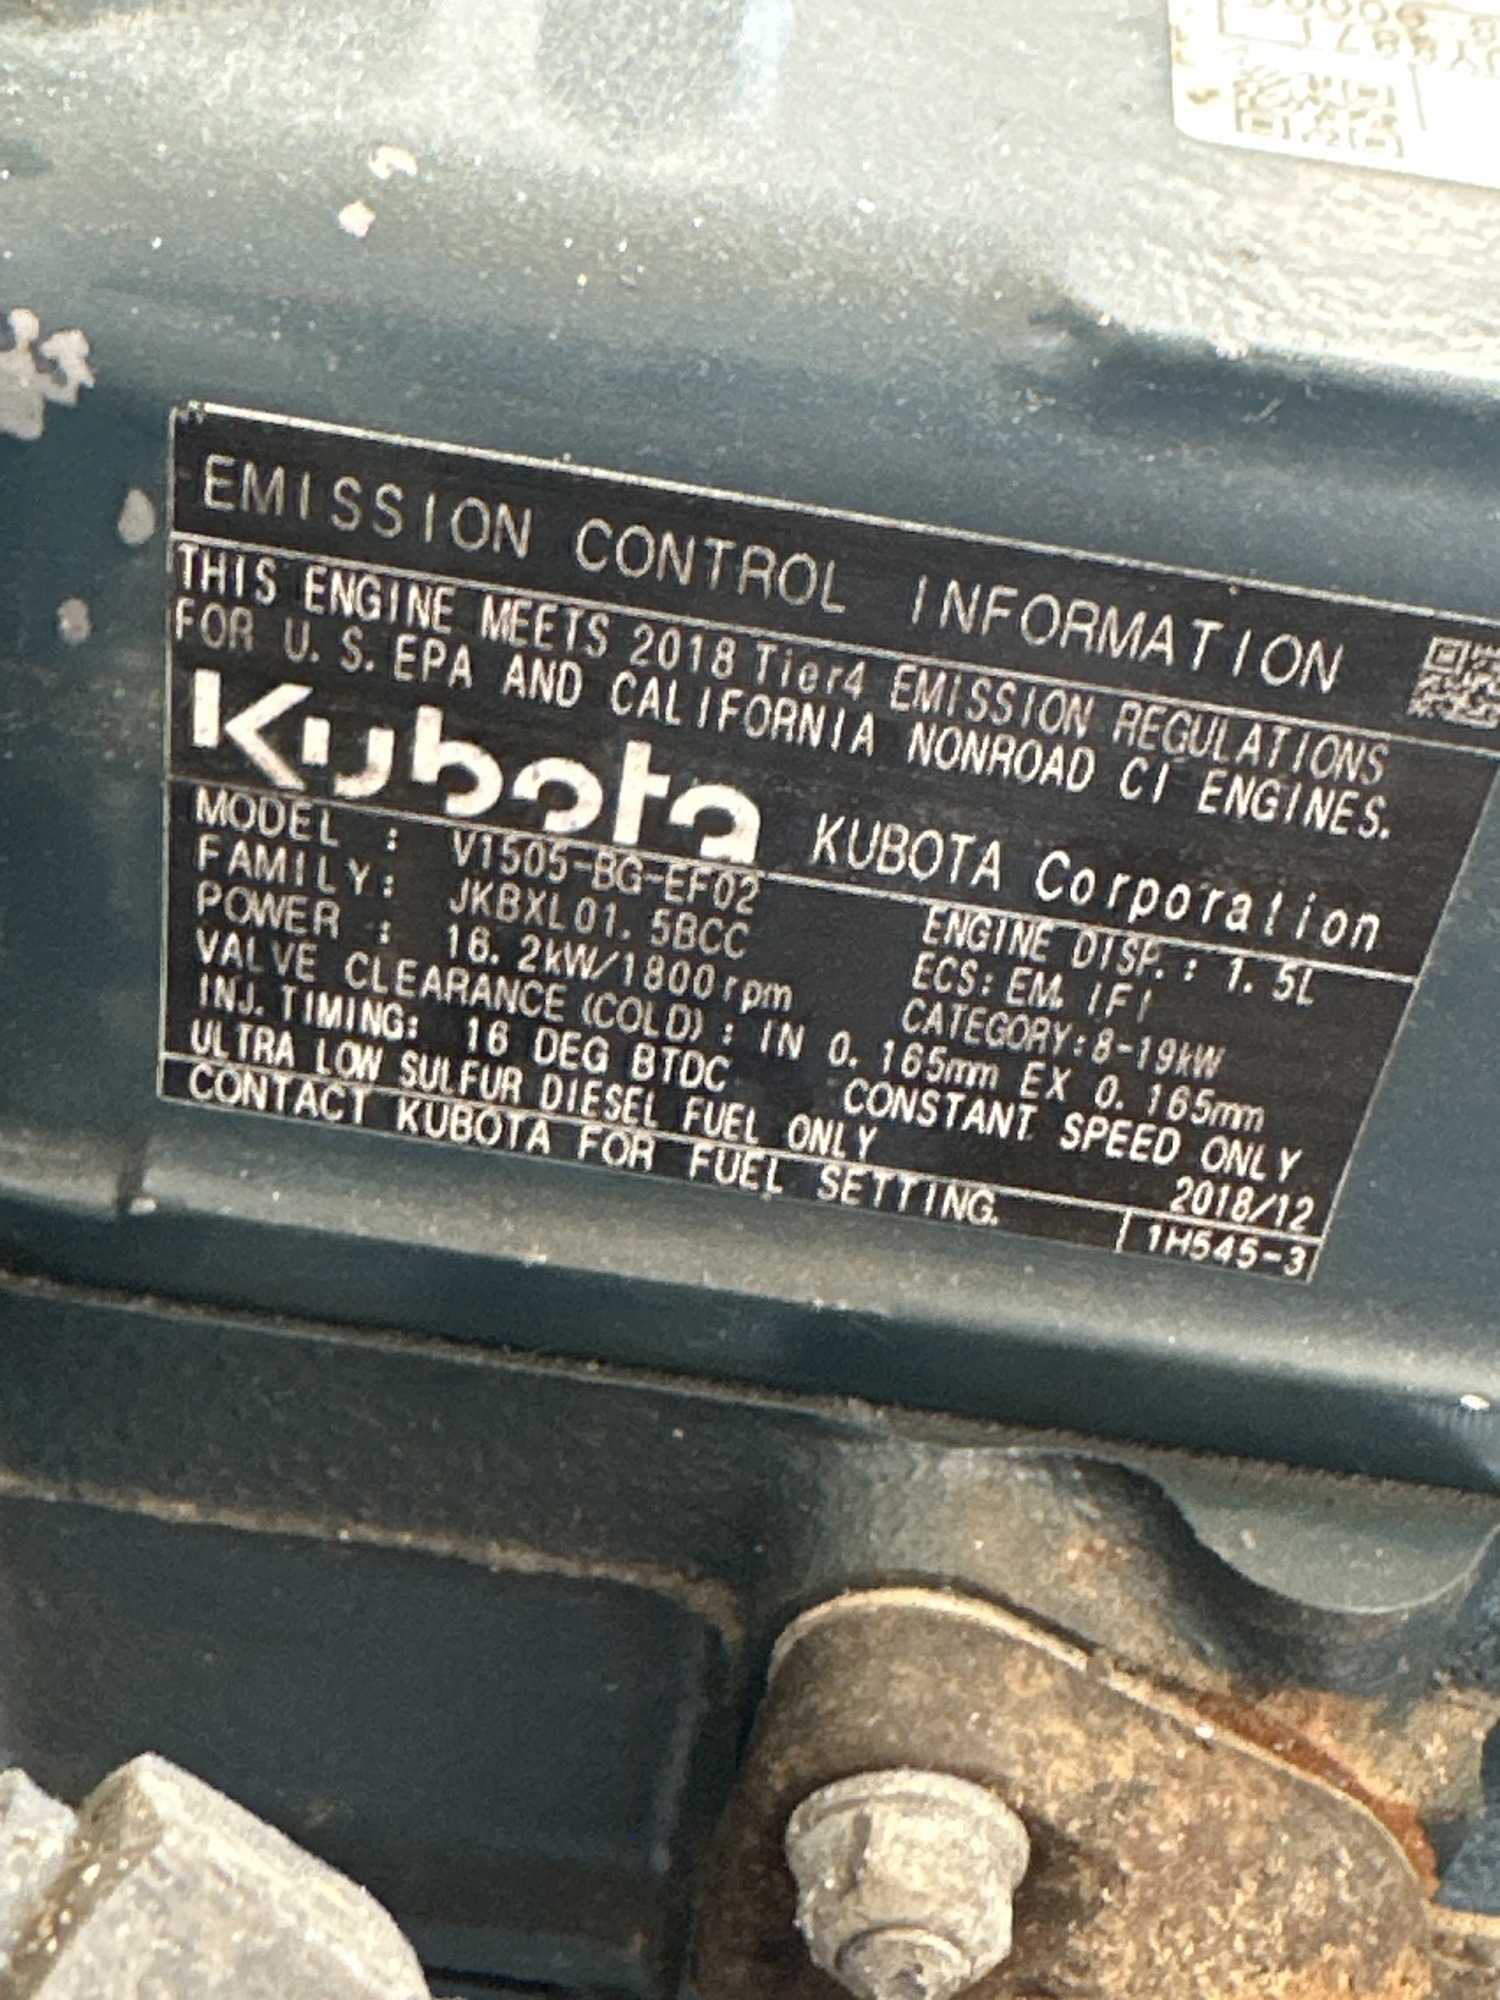 EMISSION CONTROL INFORMATION
THIS ENGINE MEETS 2018 Tier4 EMISSION REGULATIONS
FOR U.S.EPA AND CALIFORNIA NONROAD CI ENGINES.
Kubota KUBOTA Corporation
MODEL : V1505-BG-EF02 ENGINE DISP. : 1.5L
FAMILY: JKBXL01.5BCC ECS: EM, IFI
POWER : 16.2kW/1800rpm CATEGORY:8-19kW
VALVE CLEARANCE (COLD) : IN 0.165mm EX 0.165mm
INJ. TIMING: 16 DEG BTDC CONSTANT SPEED ONLY
ULTRA LOW SULFUR DIESEL FUEL ONLY 2018/12
CONTACT KUBOTA FOR FUEL SETTING. 1H545-3